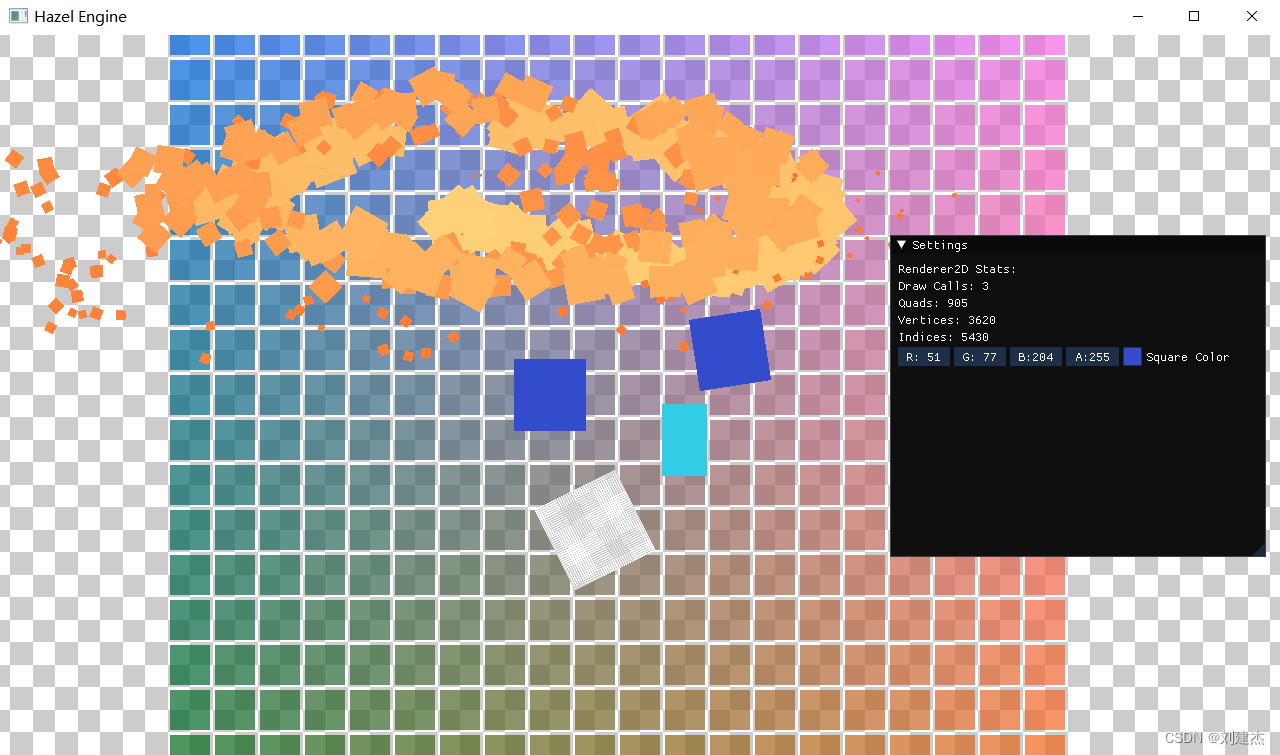 Hazel Engine
Settings
Renderer2D Stats:
Draw Calls: 3
Quads: 905
Vertices: 3620
Indices: 5430
R: 51 G: 77 B:204 A:255 Square Color
CSDN @刘建杰